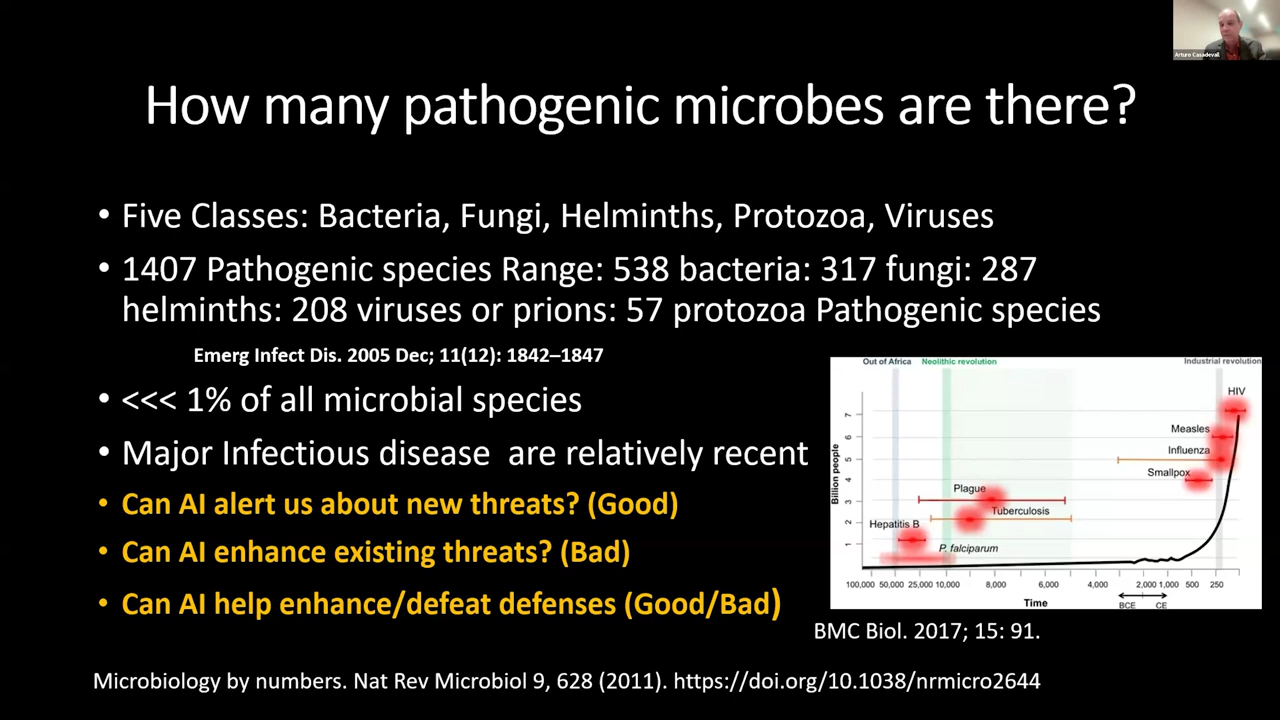 Arturo Casadevall
How many pathogenic microbes are there?
• Five Classes: Bacteria, Fungi, Helminths, Protozoa, Viruses
• 1407 Pathogenic species Range: 538 bacteria: 317 fungi: 287
helminths: 208 viruses or prions: 57 protozoa Pathogenic species
Emerg Infect Dis. 2005 Dec; 11(12): 1842–1847
• <<< 1% of all microbial species
• Major Infectious disease are relatively recent
• Can AI alert us about new threats? (Good)
• Can AI enhance existing threats? (Bad)
• Can AI help enhance/defeat defenses (Good/Bad)
Out of Africa Neolithic revolution Industrial revolution
HIV
Measles
Influenza
Smallpox
Plague
Tuberculosis
Hepatitis B
P. falciparum
Billion people
7
6
5
4
3
2
1
100,000 50,000 25,000 10,000 8,000 6,000 4,000 2,000 1,000 500 250
Time
BCE CE
BMC Biol. 2017; 15: 91.
Microbiology by numbers. Nat Rev Microbiol 9, 628 (2011). https://doi.org/10.1038/nrmicro2644